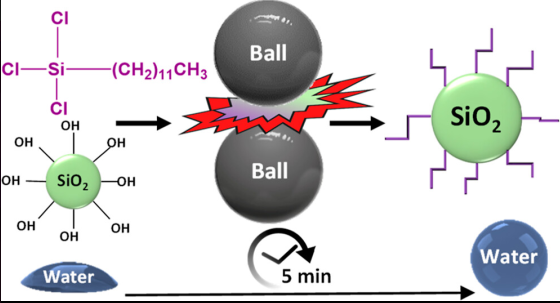 Cl
Cl—Si—(CH₂)₁₁CH₃
Cl
OH
OH
OH
OH
SiO₂
OH
OH
OH
OH
Water
Ball
Ball
5 min
SiO₂
Water